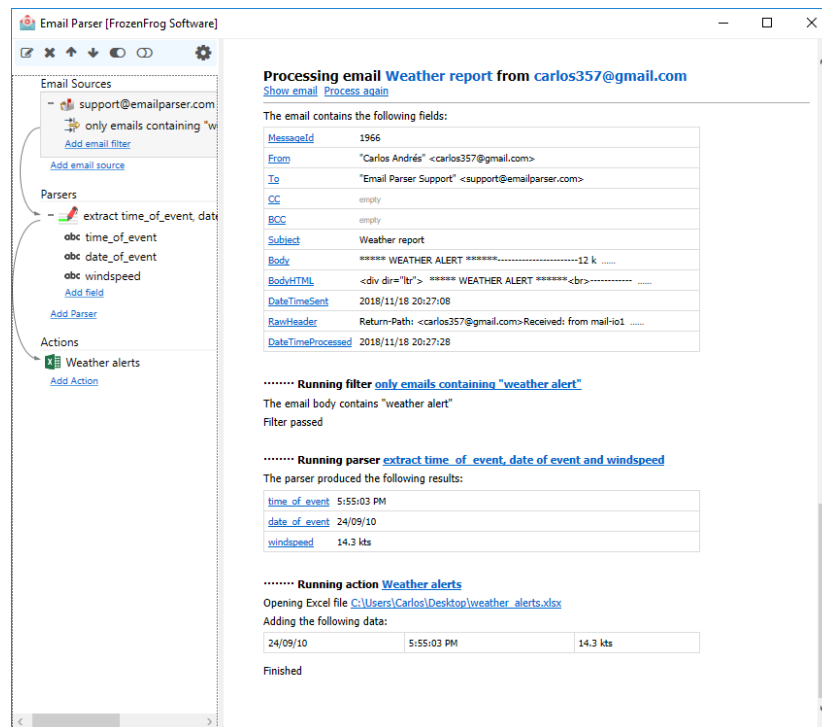 Email Parser [FrozenFrog Software]
Email Sources
support@emailparser.com
only emails containing "w
Add email filter
Add email source
Parsers
extract time_of_event, date
abc time_of_event
abc date_of_event
abc windspeed
Add field
Add Parser
Actions
Weather alerts
Add Action
Processing email Weather report from carlos357@gmail.com
Show email Process again
The email contains the following fields:
MessageId 1966
From "Carlos Andrés" <carlos357@gmail.com>
To "Email Parser Support" <support@emailparser.com>
CC empty
BCC empty
Subject Weather report
Body ***** WEATHER ALERT ******-----------------------12 k ......
BodyHTML <div dir="ltr"> ***** WEATHER ALERT ******<br>------------ ......
DateTimeSent 2018/11/18 20:27:08
RawHeader Return-Path: <carlos357@gmail.com>Received: from mail-io1 ......
DateTimeProcessed 2018/11/18 20:27:28
········ Running filter only emails containing "weather alert"
The email body contains "weather alert"
Filter passed
········ Running parser extract time_of_event, date of event and windspeed
The parser produced the following results:
time_of_event 5:55:03 PM
date_of_event 24/09/10
windspeed 14.3 kts
········ Running action Weather alerts
Opening Excel file C:\Users\Carlos\Desktop\weather_alerts.xlsx
Adding the following data:
24/09/10 5:55:03 PM 14.3 kts
Finished